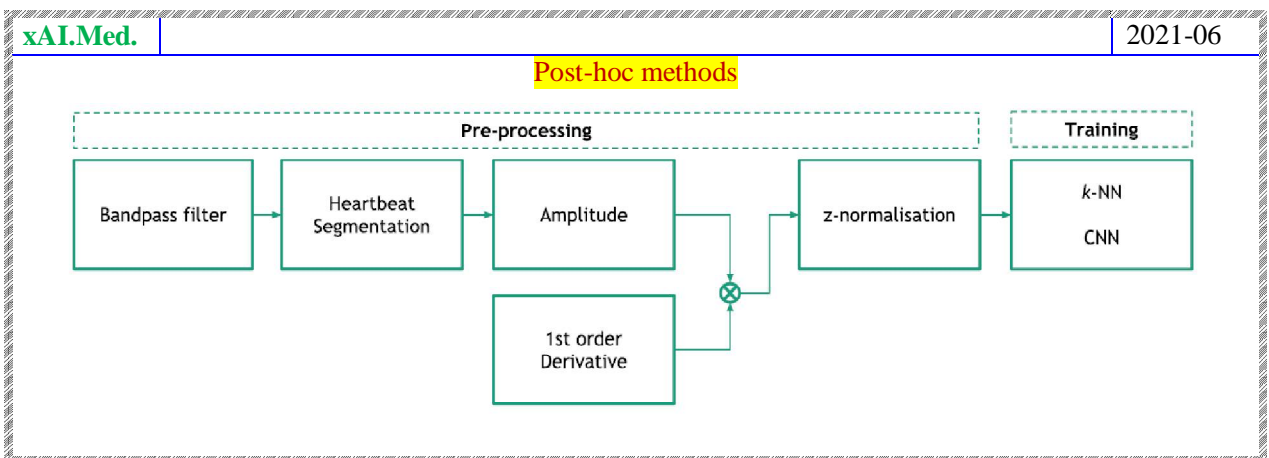 xAI.Med.
2021-06
Post-hoc methods
Pre-processing
Training
Bandpass filter
Heartbeat
Segmentation
Amplitude
z-normalisation
k-NN
CNN
1st order
Derivative